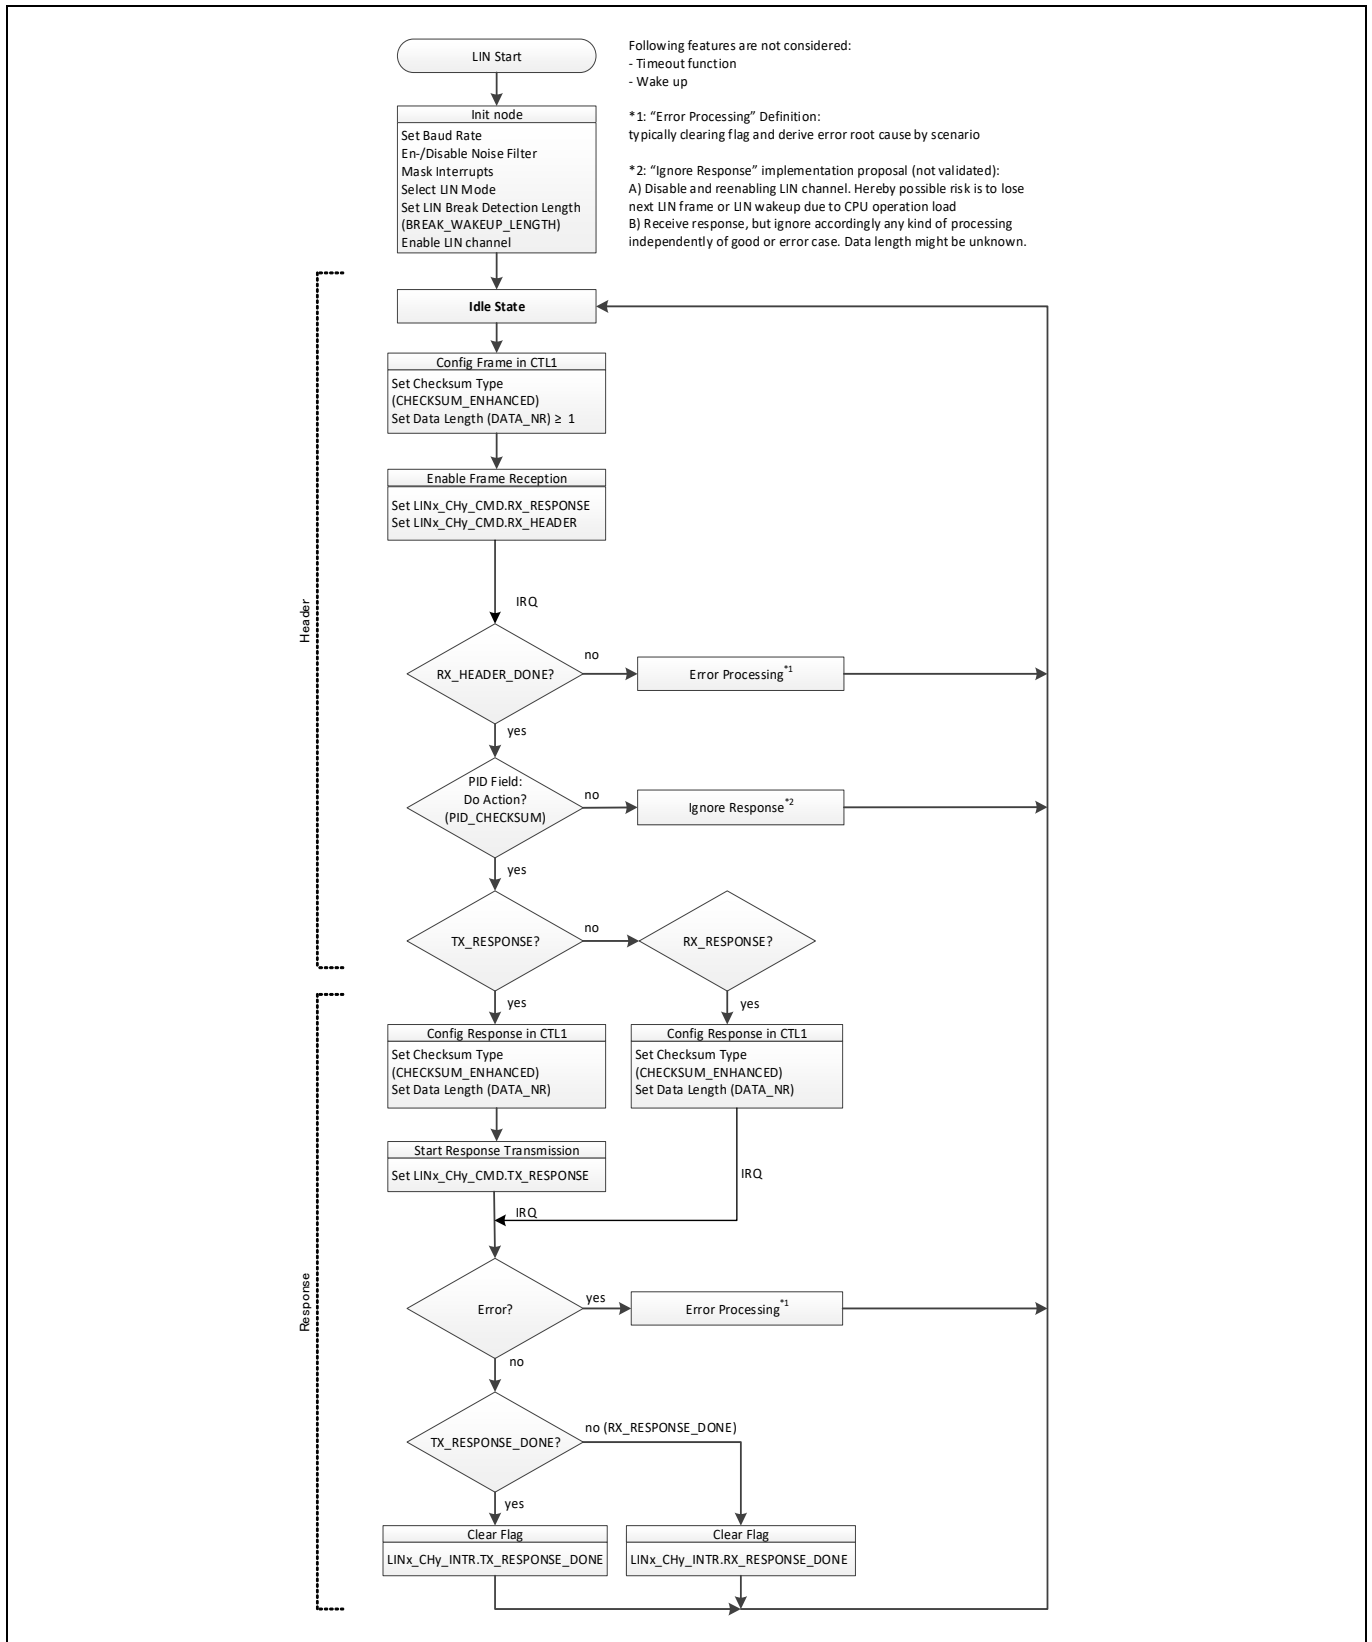 LIN Start
Following features are not considered:
- Timeout function
- Wake up
*1: “Error Processing” Definition:
typically clearing flag and derive error root cause by scenario
*2: “Ignore Response” implementation proposal (not validated):
A) Disable and reenabling LIN channel. Hereby possible risk is to lose
next LIN frame or LIN wakeup due to CPU operation load
B) Receive response, but ignore accordingly any kind of processing
independently of good or error case. Data length might be unknown.
Init node
Set Baud Rate
En-/Disable Noise Filter
Mask Interrupts
Select LIN Mode
Set LIN Break Detection Length
(BREAK_WAKEUP_LENGTH)
Enable LIN channel
Header
Idle State
Config Frame in CTL1
Set Checksum Type
(CHECKSUM_ENHANCED)
Set Data Length (DATA_NR) ≥ 1
Enable Frame Reception
Set LINx_CHy_CMD.RX_RESPONSE
Set LINx_CHy_CMD.RX_HEADER
IRQ
RX_HEADER_DONE?
no
Error Processing*1
yes
PID Field:
Do Action?
(PID_CHECKSUM)
no
Ignore Response*2
yes
TX_RESPONSE?
no
RX_RESPONSE?
yes
yes
Response
Config Response in CTL1
Set Checksum Type
(CHECKSUM_ENHANCED)
Set Data Length (DATA_NR)
Config Response in CTL1
Set Checksum Type
(CHECKSUM_ENHANCED)
Set Data Length (DATA_NR)
Start Response Transmission
Set LINx_CHy_CMD.TX_RESPONSE
IRQ
IRQ
Error?
yes
Error Processing*1
no
TX_RESPONSE_DONE?
no (RX_RESPONSE_DONE)
yes
Clear Flag
LINx_CHy_INTR.TX_RESPONSE_DONE
Clear Flag
LINx_CHy_INTR.RX_RESPONSE_DONE